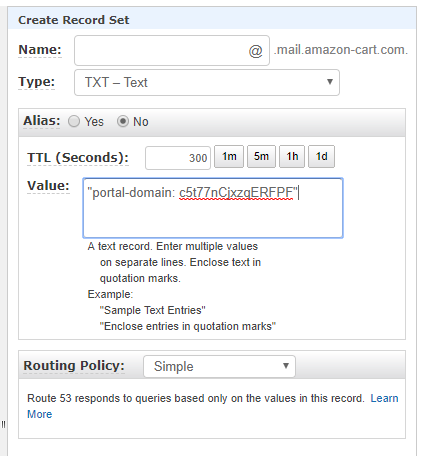 Create Record Set
Name: @ .mail.amazon-cart.com.
Type: TXT – Text
Alias: Yes No
TTL (Seconds): 300 1m 5m 1h 1d
Value: "portal-domain: c5t77nCjxzqERFPF"
A text record. Enter multiple values
on separate lines. Enclose text in
quotation marks.
Example:
"Sample Text Entries"
"Enclose entries in quotation marks"
Routing Policy: Simple
Route 53 responds to queries based only on the values in this record. Learn
More